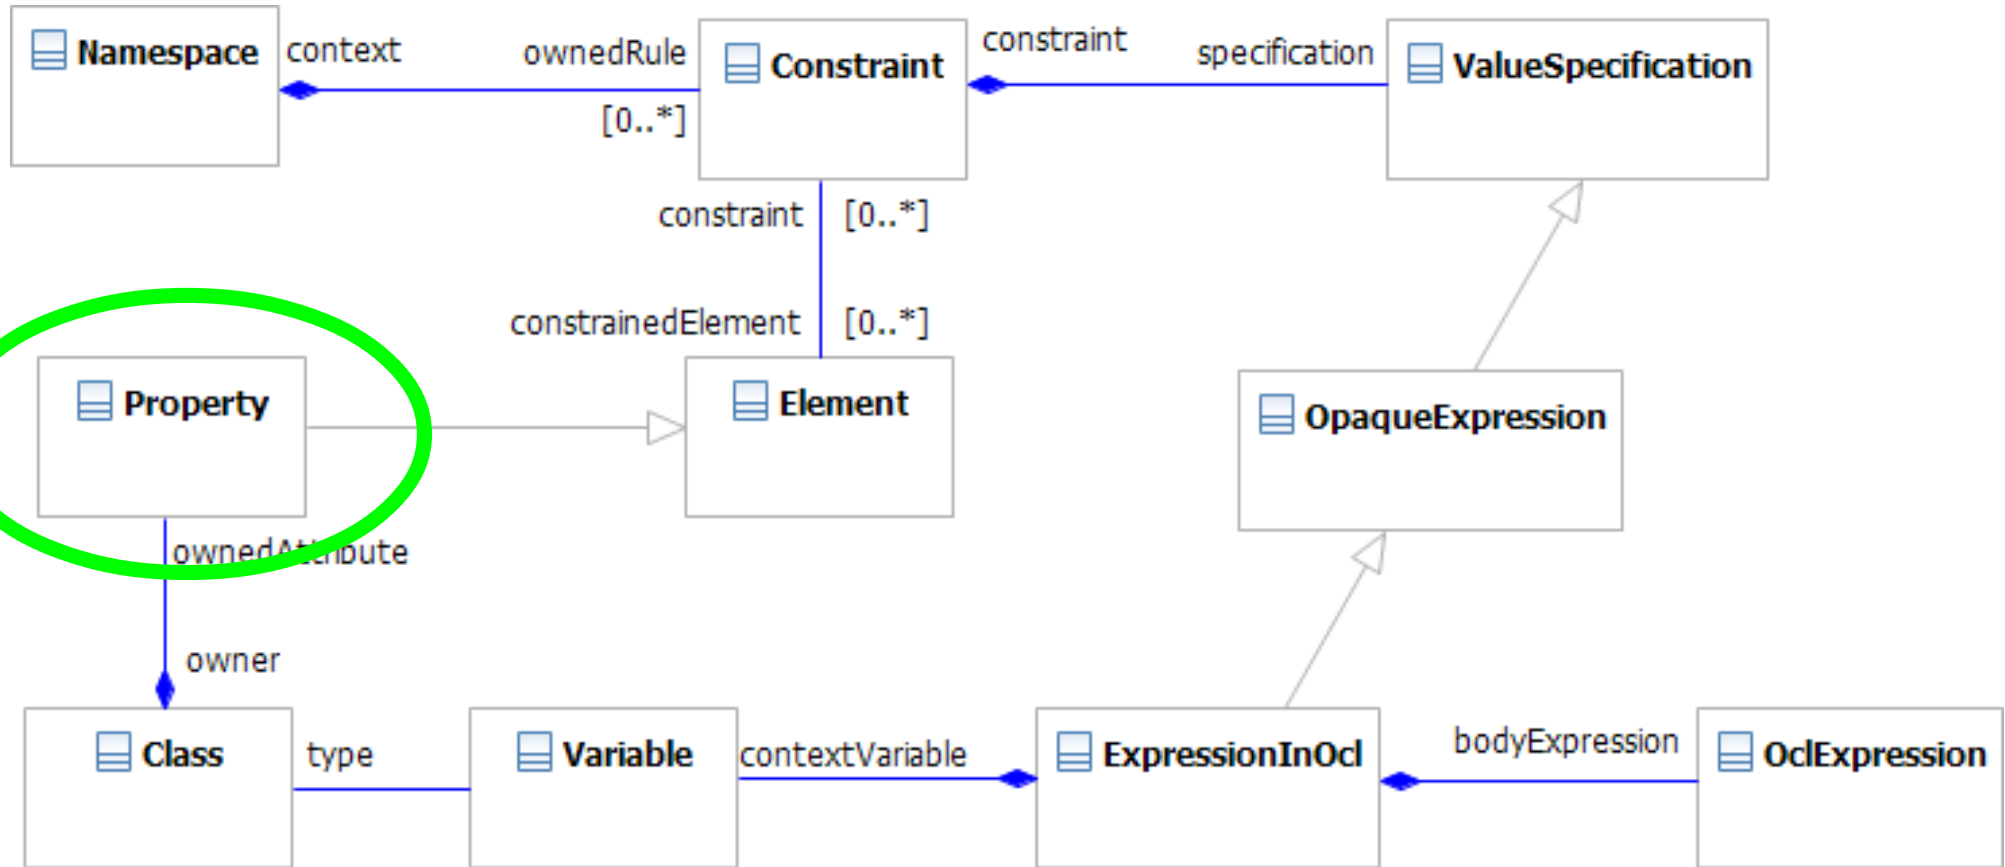 Namespace
context
ownedRule
[0..*]
Constraint
constraint
specification
ValueSpecification
constraint
[0..*]
constrainedElement
[0..*]
Property
Element
OpaqueExpression
ownedAttribute
owner
Class
type
Variable
contextVariable
ExpressionInOcl
bodyExpression
OclExpression